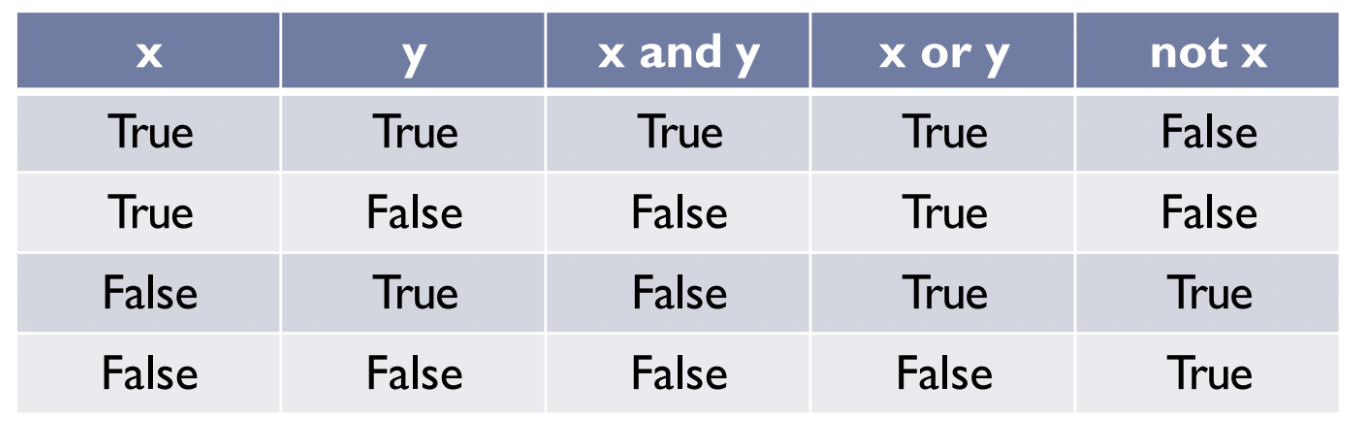 x y x and y x or y not x
True True True True False
True False False True False
False True False True True
False False False False True